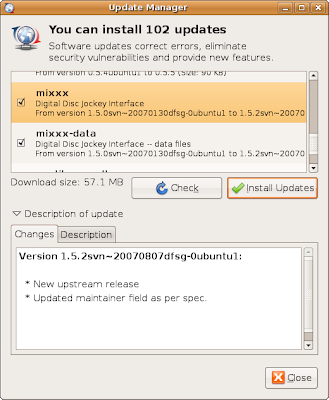 Update Manager
You can install 102 updates
Software updates correct errors, eliminate
security vulnerabilities and provide new features.
From version 0.5.4ubuntu1 to 0.5.5 (Size: 90 KB)
mixxx
Digital Disc Jockey Interface
From version 1.5.0svn~20070130dfsg-0ubuntu1 to 1.5.2svn~20070
mixxx-data
Digital Disc Jockey Interface -- data files
From version 1.5.0svn~20070130dfsg-0ubuntu1 to 1.5.2svn~20070
Download size: 57.1 MB
Check
Install Updates
Description of update
Changes
Description
Version 1.5.2svn~20070807dfsg-0ubuntu1:
* New upstream release
* Updated maintainer field as per spec.
Close